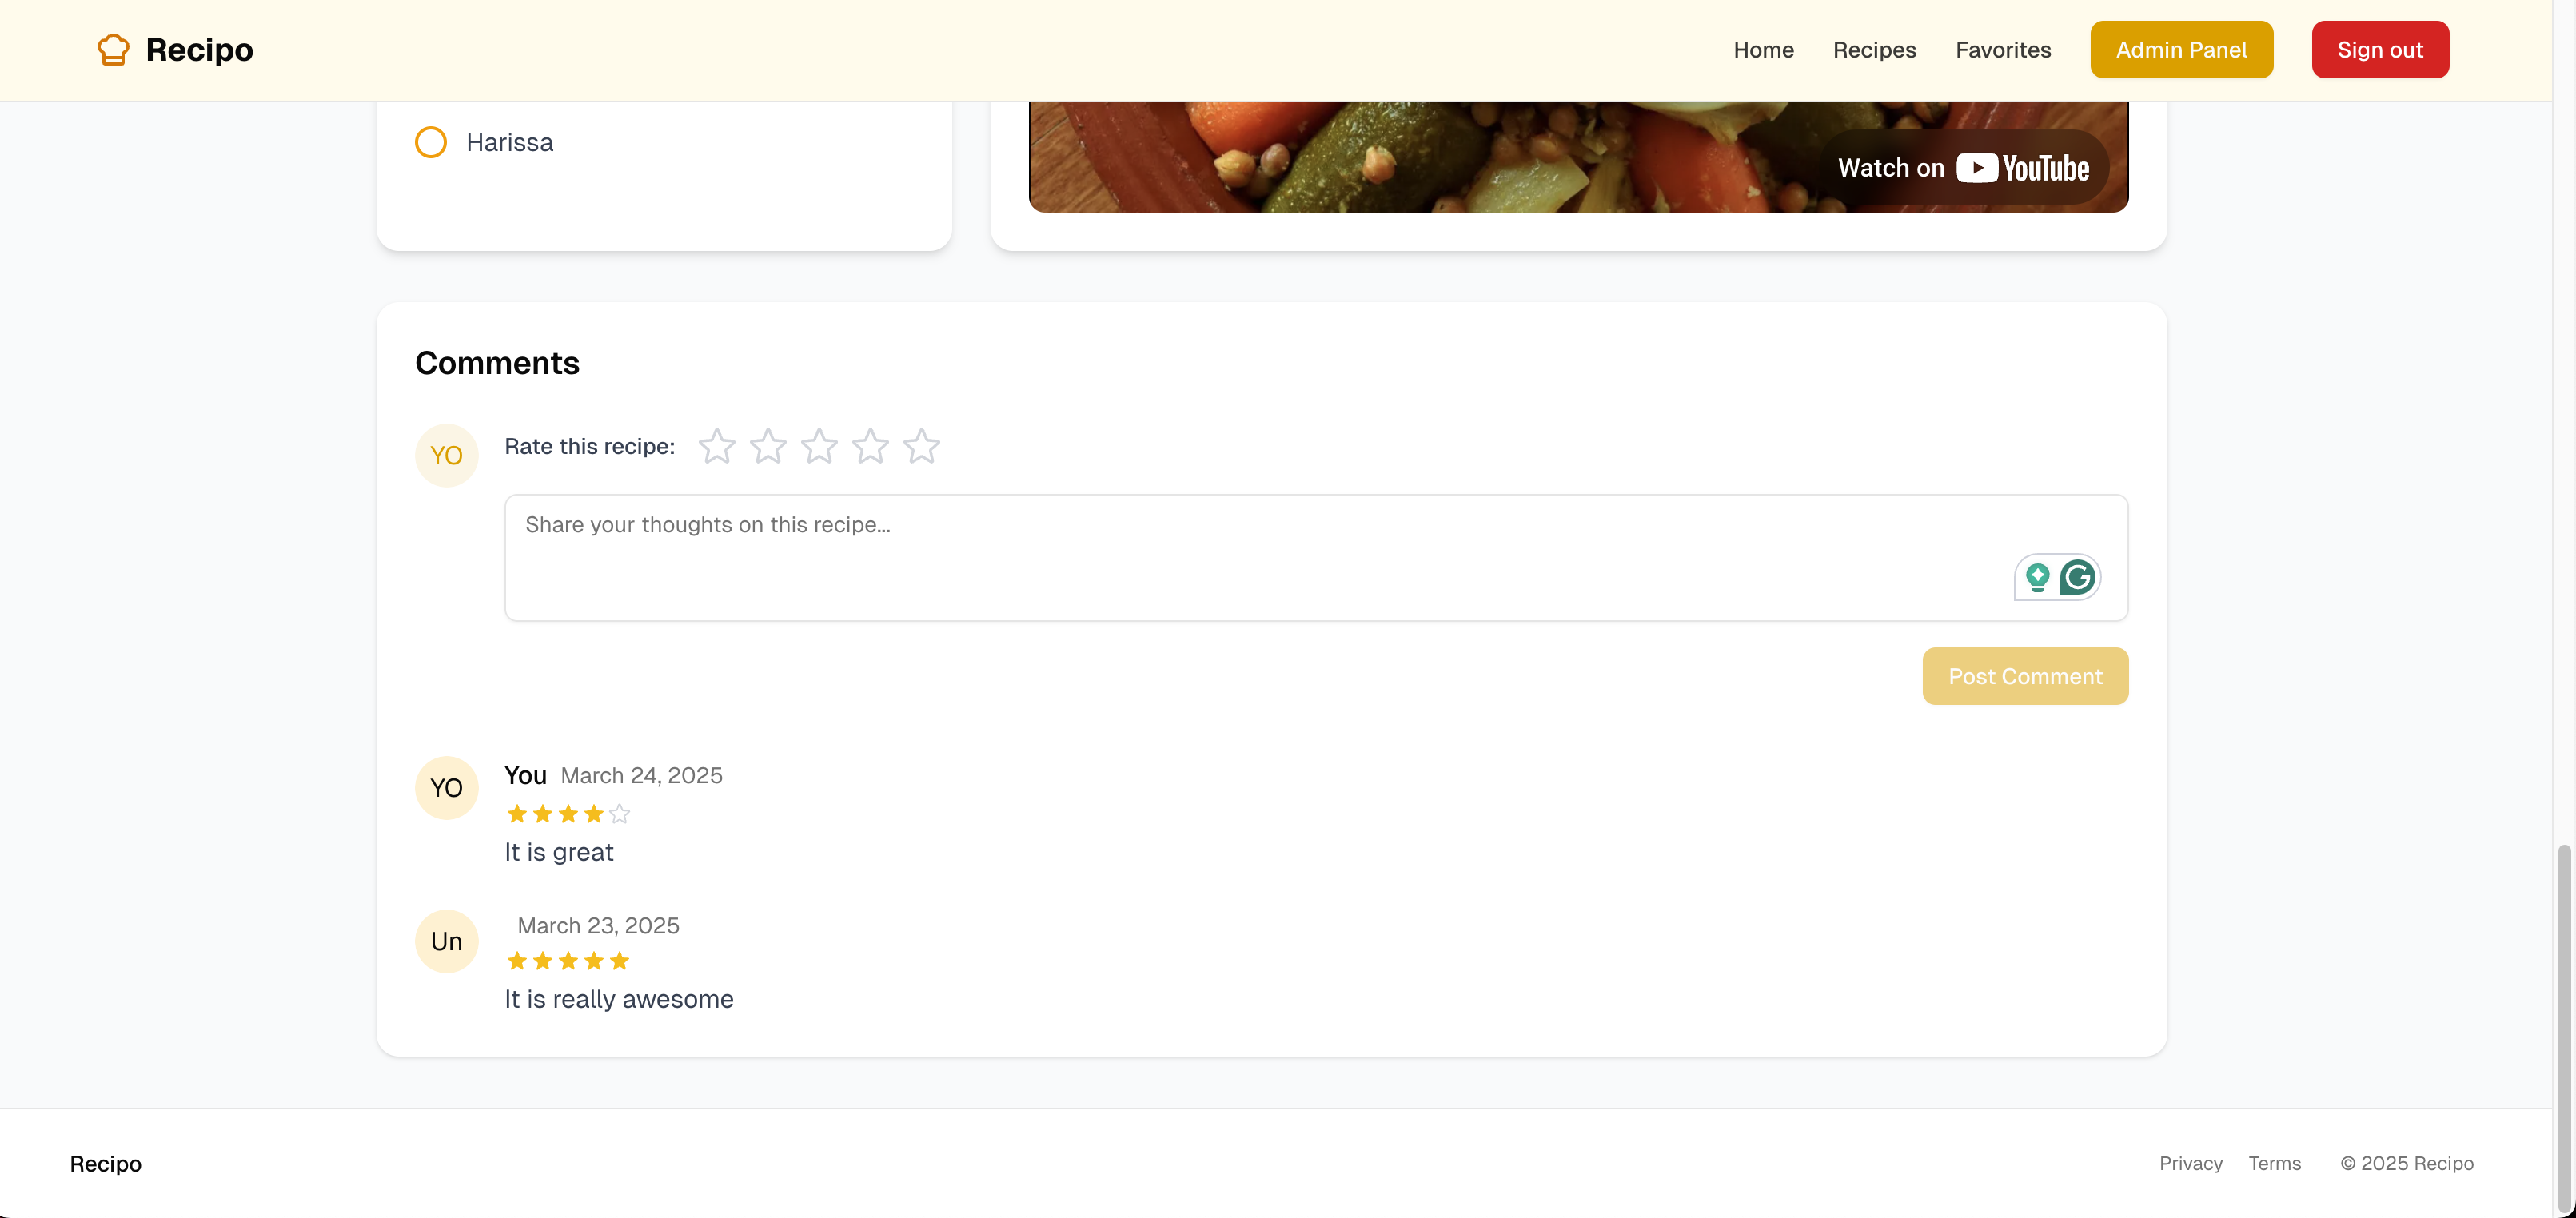 Recipo
Home Recipes Favorites Admin Panel Sign out
Harissa
Watch on YouTube
Comments
YO Rate this recipe:
Share your thoughts on this recipe...
Post Comment
YO You March 24, 2025
It is great
Un March 23, 2025
It is really awesome
Recipo
Privacy Terms © 2025 Recipo